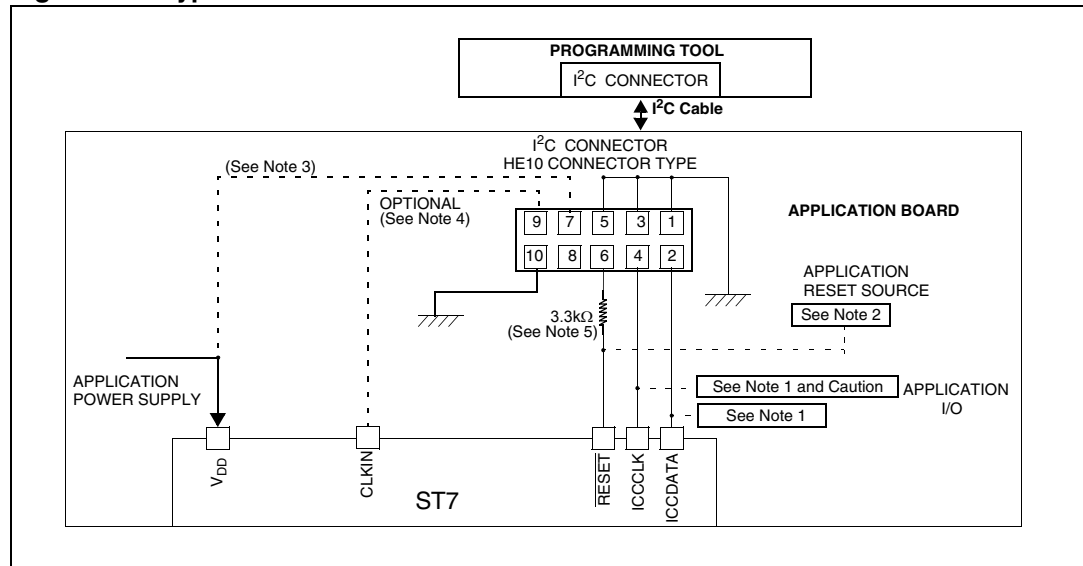 PROGRAMMING TOOL
I²C CONNECTOR
I²C Cable
I²C CONNECTOR
HE10 CONNECTOR TYPE
(See Note 3)
OPTIONAL
(See Note 4)
9 7 5 3 1
10 8 6 4 2
APPLICATION BOARD
APPLICATION
RESET SOURCE
See Note 2
3.3kΩ
(See Note 5)
APPLICATION
POWER SUPPLY
See Note 1 and Caution
See Note 1
APPLICATION
I/O
VDD
CLKIN
RESET
ICCCLK
ICCDATA
ST7